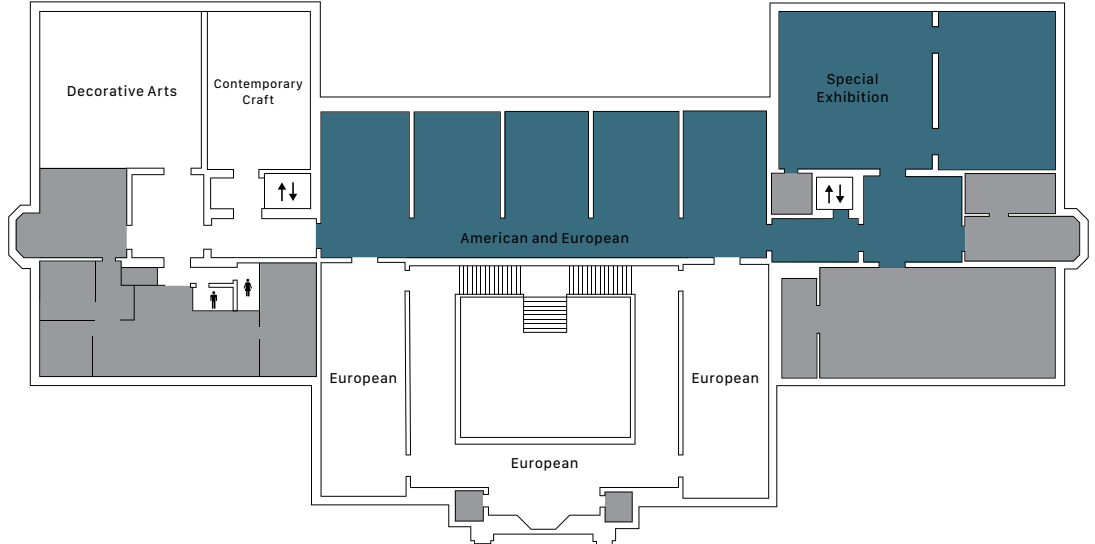 Decorative Arts
Contemporary
Craft
Special
Exhibition
American and European
European
European
European